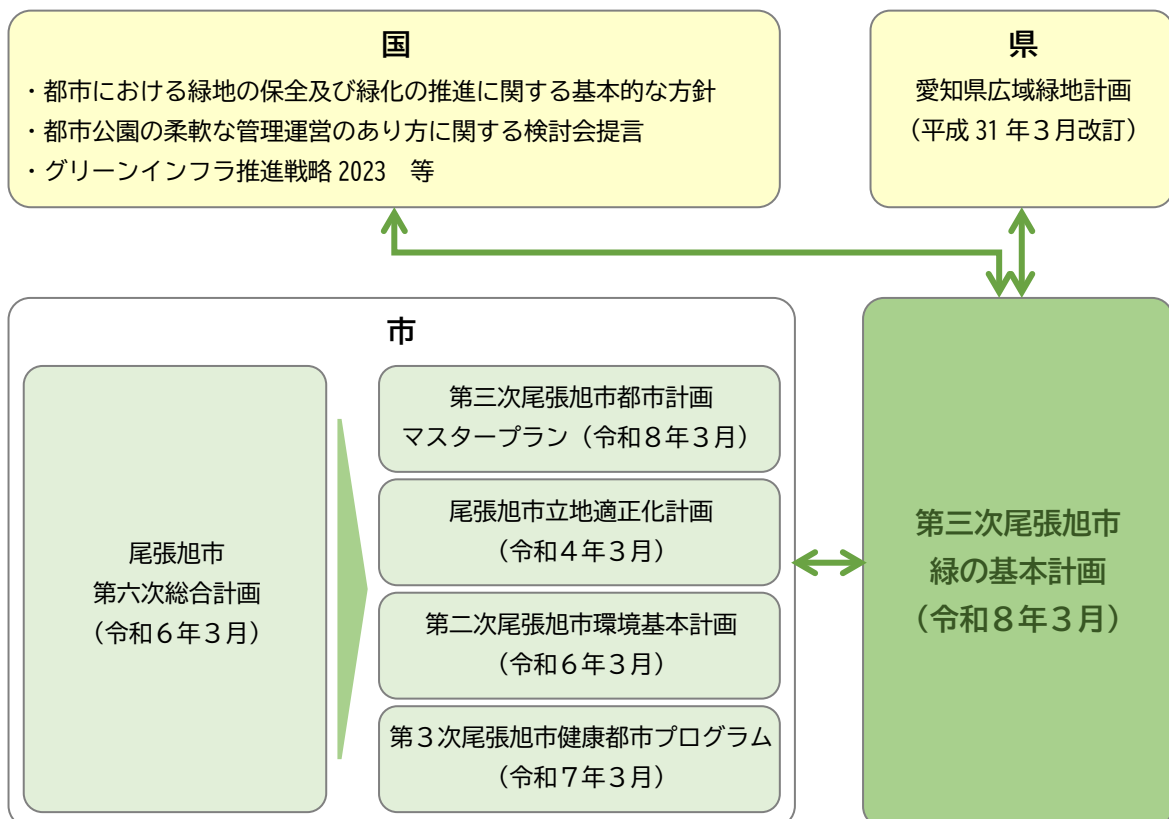 国
・都市における緑地の保全及び緑化の推進に関する基本的な方針
・都市公園の柔軟な管理運営のあり方に関する検討会提言
・グリーンインフラ推進戦略 2023　等
県
愛知県広域緑地計画
（平成 31 年３月改訂）
市
尾張旭市
第六次総合計画
（令和６年３月）
第三次尾張旭市都市計画
マスタープラン（令和８年３月）
尾張旭市立地適正化計画
（令和４年３月）
第二次尾張旭市環境基本計画
（令和６年３月）
第３次尾張旭市健康都市プログラム
（令和７年３月）
第三次尾張旭市
緑の基本計画
（令和８年３月）